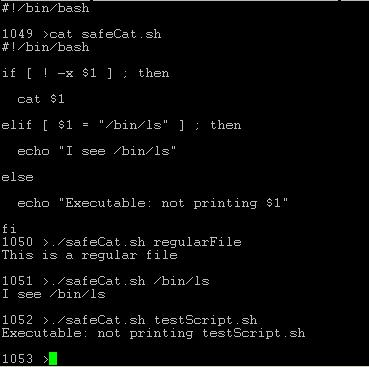 #!/bin/bash
1049 >cat safeCat.sh
#!/bin/bash
if [ ! -x $1 ] ; then
cat $1
elif [ $1 = "/bin/ls" ] ; then
echo "I see /bin/ls"
else
echo "Executable: not printing $1"
fi
1050 >./safeCat.sh regularFile
This is a regular file
1051 >./safeCat.sh /bin/ls
I see /bin/ls
1052 >./safeCat.sh testScript.sh
Executable: not printing testScript.sh
1053 >